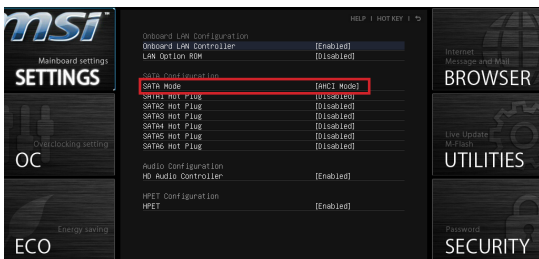 msi
Mainboard settings
SETTINGS
Overclocking setting
OC
Energy saving
ECO
HELP | HOT KEY |
Onboard LAN Configuration
Onboard LAN Controller [Enabled]
LAN Option ROM [Disabled]
SATA Configuration
SATA Mode [AHCI Mode]
SATA1 Hot Plug [Disabled]
SATA2 Hot Plug [Disabled]
SATA3 Hot Plug [Disabled]
SATA4 Hot Plug [Disabled]
SATA5 Hot Plug [Disabled]
SATA6 Hot Plug [Disabled]
Audio Configuration
HD Audio Controller [Enabled]
HPET Configuration
HPET [Enabled]
Internet
Message and Mail
BROWSER
Live Update
M-Flash
UTILITIES
Password
SECURITY